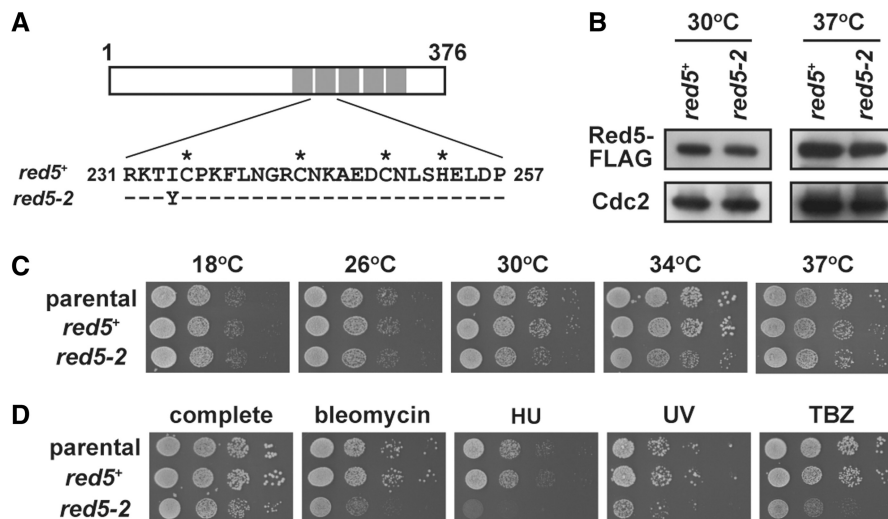 A
1 376
* * * *
red5+ 231 RKTICPKFLNGRCNKAEDCNLSHELDP 257
red5-2 ---Y-----------------------
B
30°C 37°C
red5+ red5-2 red5+ red5-2
Red5-FLAG
Cdc2
C
18°C 26°C 30°C 34°C 37°C
parental
red5+
red5-2
D
complete bleomycin HU UV TBZ
parental
red5+
red5-2